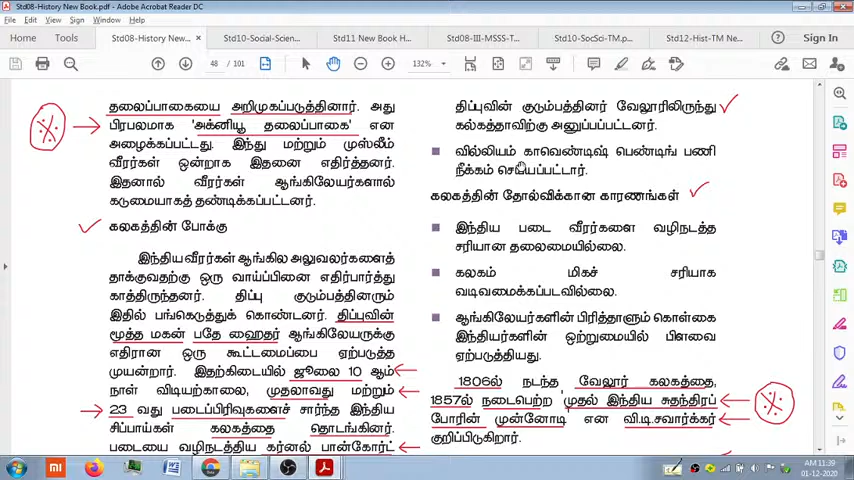 Std08-History New Book.pdf - Adobe Acrobat Reader DC
File Edit View Sign Window Help
Home Tools Std08-History New... × Std10-Social-Scien... Std11 New Book H... Std08-III-MSSS-T... Std10-SocSci-TM.p... Std12-Hist-TM Ne... Sign In
48 / 101 132%
தலைப்பாகையை அறிமுகப்படுத்தினார். அது
பிரபலமாக 'அக்னியூ தலைப்பாகை' என
அழைக்கப்பட்டது. இந்து மற்றும் முஸ்லீம்
வீரர்கள் ஒன்றாக இதனை எதிர்த்தனர்.
இதனால் வீரர்கள் ஆங்கிலேயர்களால்
கடுமையாகத் தண்டிக்கப்பட்டனர்.
கலகத்தின் போக்கு
இந்திய வீரர்கள் ஆங்கில அலுவலர்களைத்
தாக்குவதற்கு ஒரு வாய்ப்பினை எதிர்பார்த்து
காத்திருந்தனர். திப்பு குடும்பத்தினரும்
இதில் பங்கெடுத்துக் கொண்டனர். திப்புவின்
மூத்த மகன் பதே ஹைதர் ஆங்கிலேயருக்கு
எதிரான ஒரு கூட்டமைப்பை ஏற்படுத்த
முயன்றார். இதற்கிடையில் ஜூலை 10 ஆம்
நாள் விடியற்காலை, முதலாவது மற்றும்
23 வது படைப்பிரிவுகளைச் சார்ந்த இந்திய
சிப்பாய்கள் கலகத்தை தொடங்கினர்.
படையை வழிநடத்திய கர்னல் பான்கோர்ட்
திப்புவின் குடும்பத்தினர் வேலூரிலிருந்து
கல்கத்தாவிற்கு அனுப்பப்பட்டனர்.
வில்லியம் காவெண்டிஷ் பெண்டிங் பணி
நீக்கம் செய்யப்பட்டார்.
கலகத்தின் தோல்விக்கான காரணங்கள்
இந்திய படை வீரர்களை வழிநடத்த
சரியான தலைமையில்லை.
கலகம் மிகச் சரியாக
வடிவமைக்கப்படவில்லை.
ஆங்கிலேயர்களின் பிரித்தாளும் கொள்கை
இந்தியர்களின் ஒற்றுமையில் பிளவை
ஏற்படுத்தியது.
1806ல் நடந்த வேலூர் கலகத்தை,
1857ல் நடைபெற்ற 'முதல் இந்திய சுதந்திரப்
போரின் முன்னோடி' என வி.டி.சவார்க்கர்
குறிப்பிடுகிறார்.
AM 11:39
01-12-2020